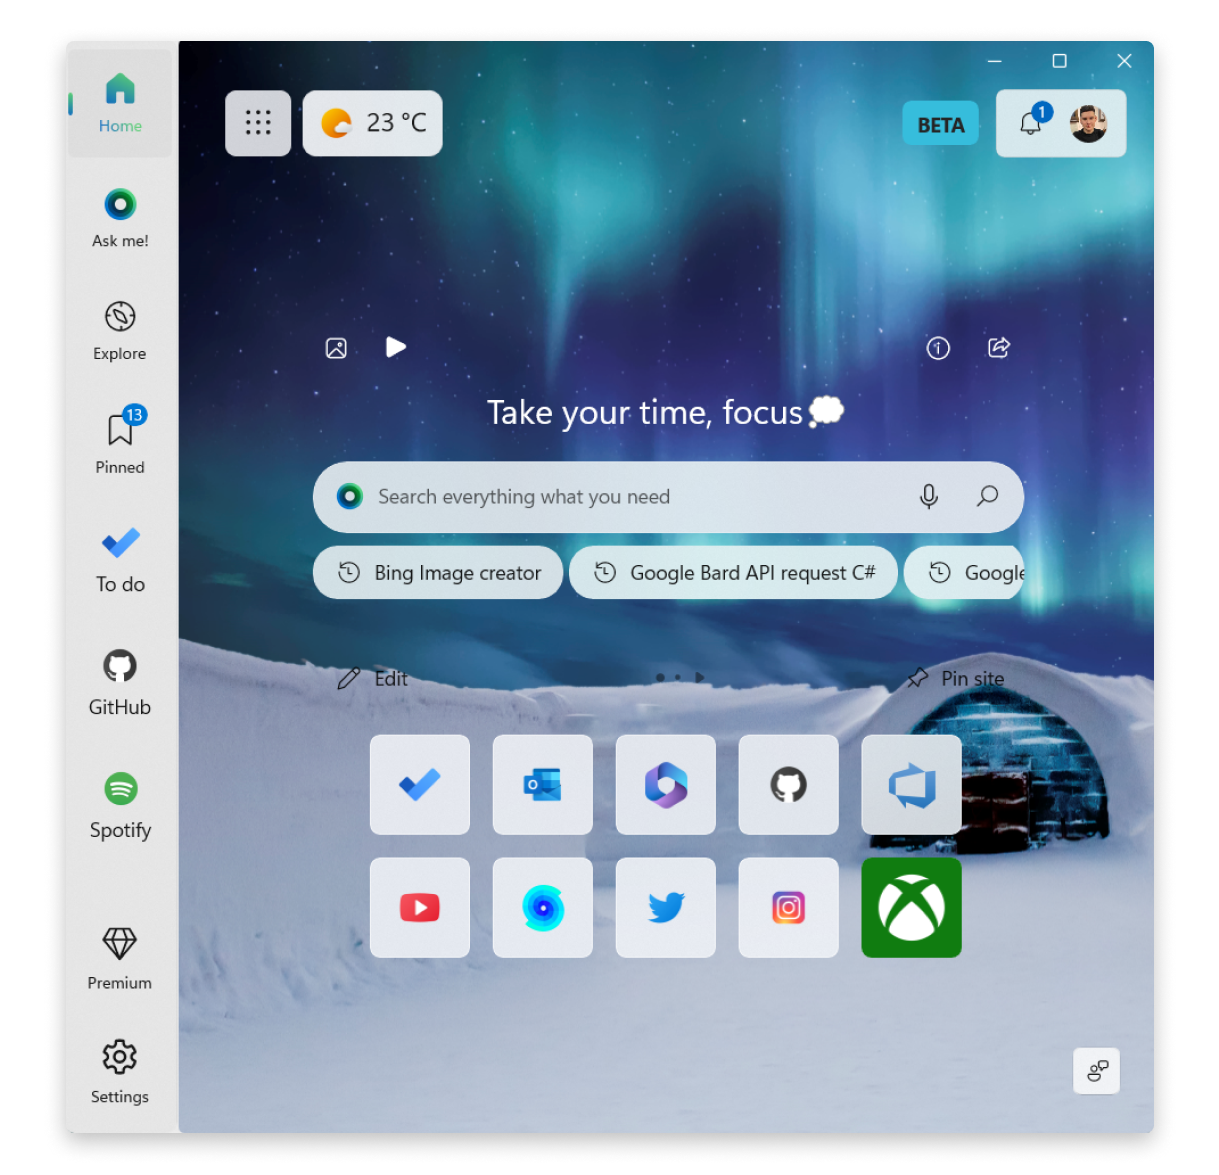 Home
Ask me!
Explore
13
Pinned
To do
GitHub
Spotify
Premium
Settings
23 °C
BETA
1
Take your time, focus
Search everything what you need
Bing Image creator
Google Bard API request C#
Google
Edit
Pin site